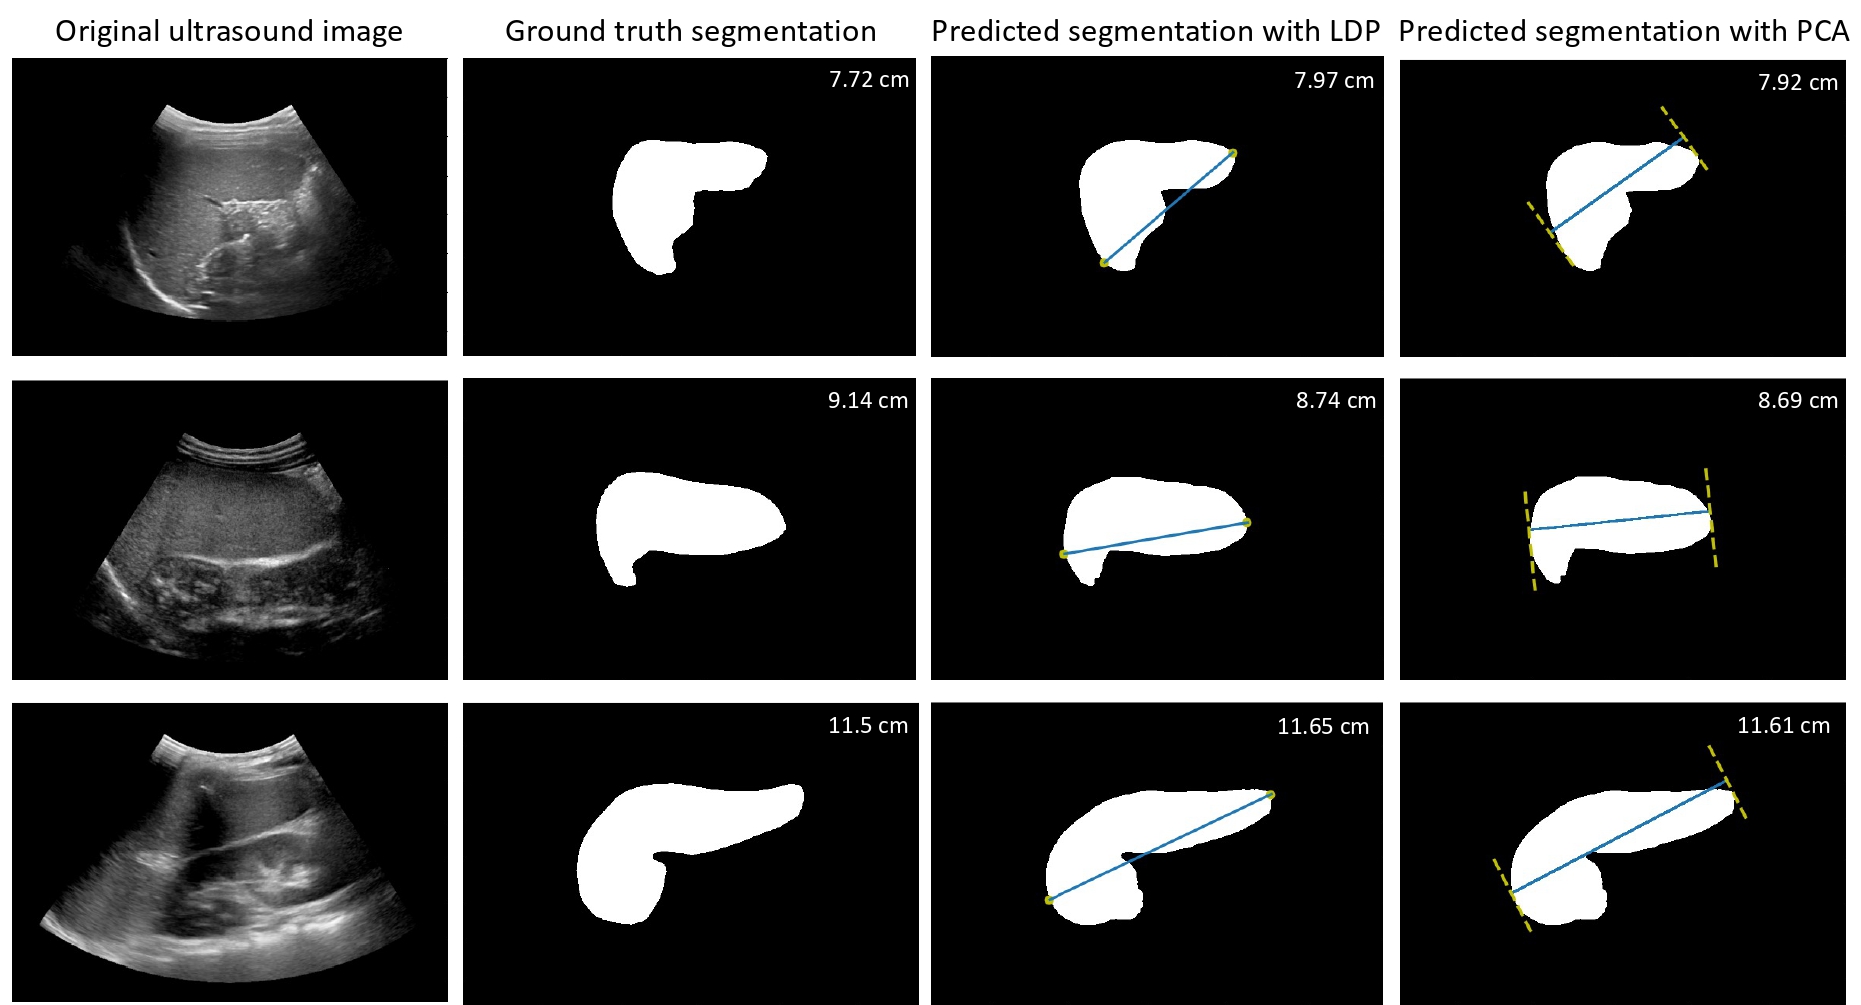 Original ultrasound image
Ground truth segmentation
Predicted segmentation with LDP
Predicted segmentation with PCA
7.72 cm
7.97 cm
7.92 cm
9.14 cm
8.74 cm
8.69 cm
11.5 cm
11.65 cm
11.61 cm